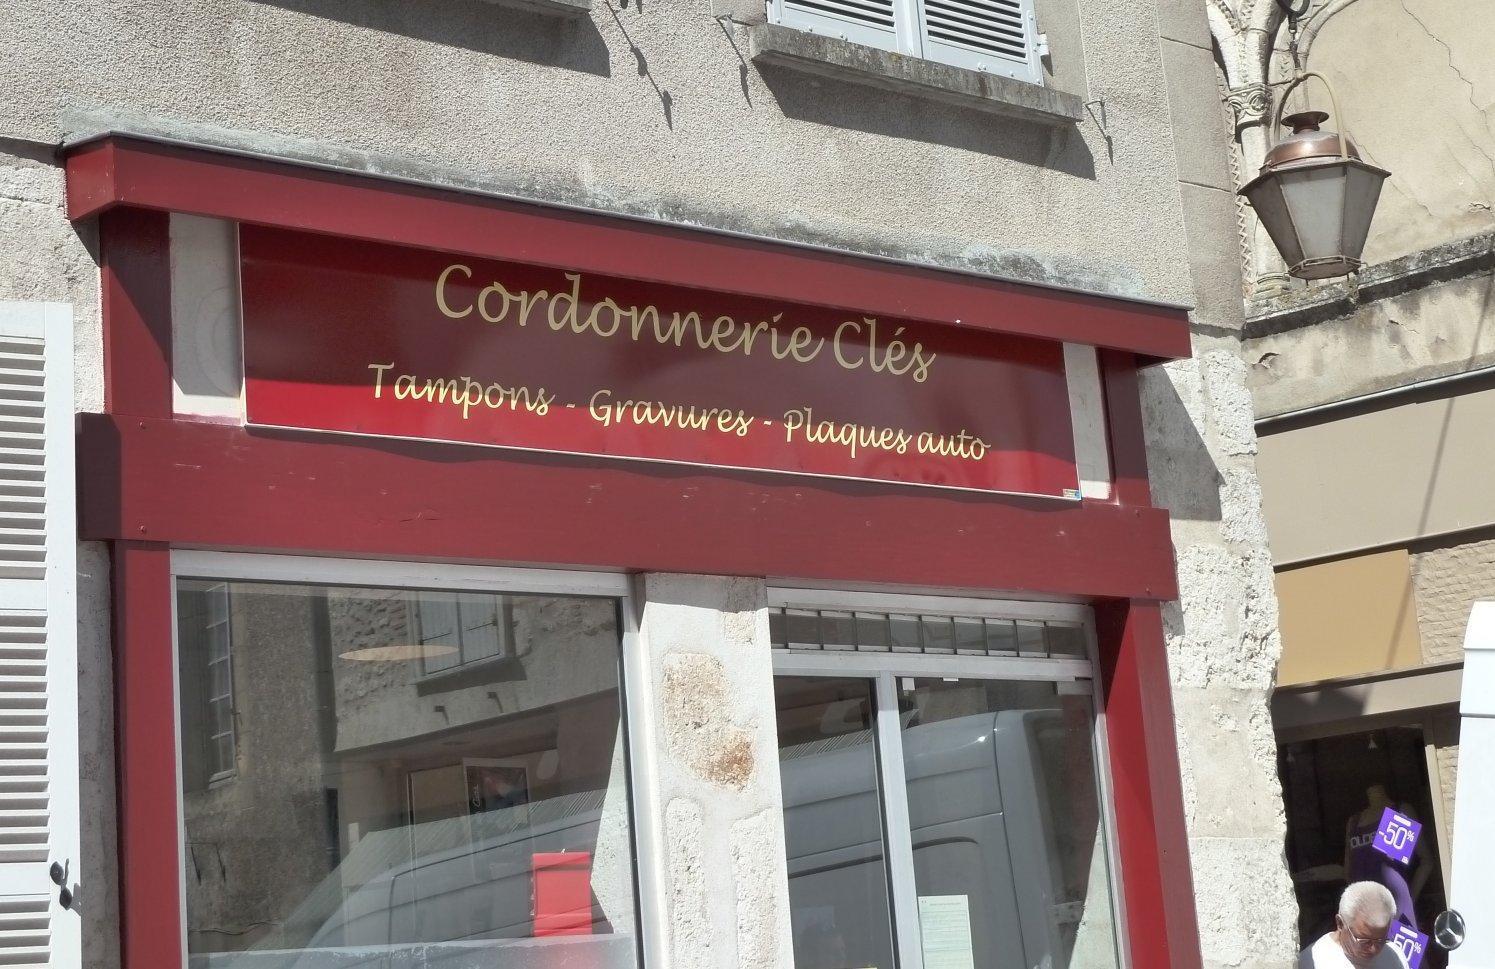 Cordonnerie Clés
Tampons - Gravures - Plaques auto
-50%
50%